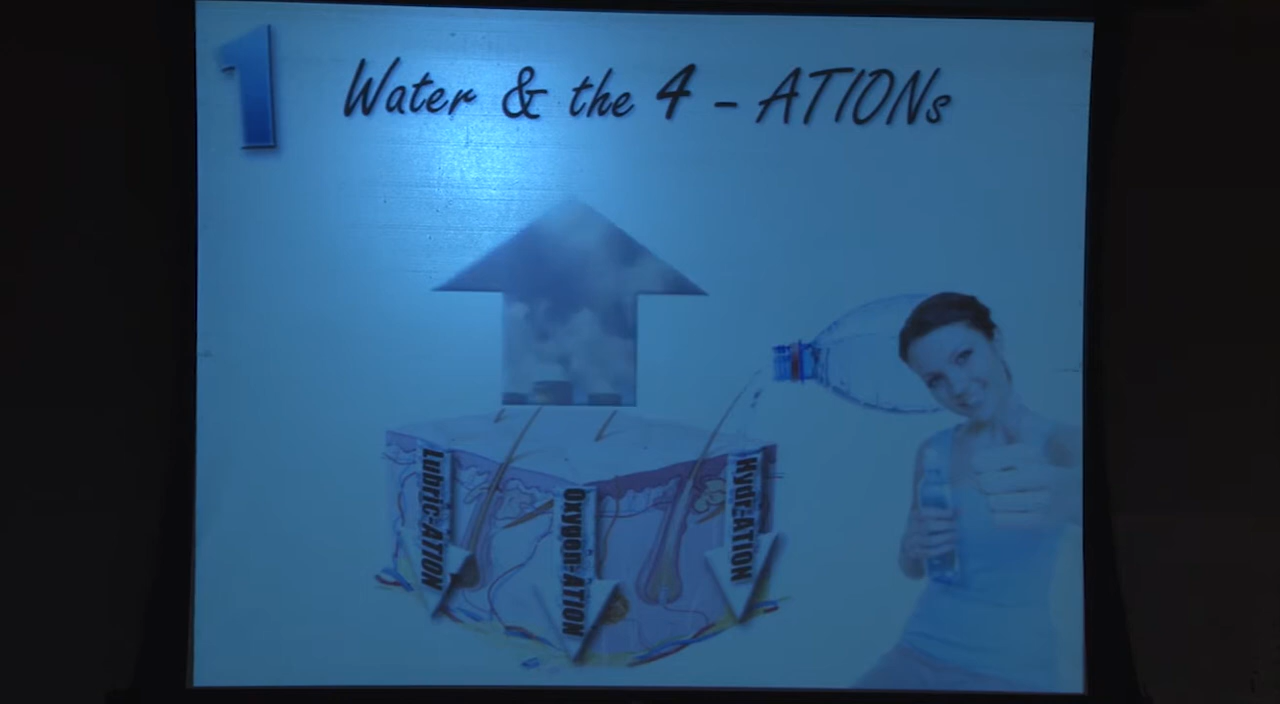 1
Water & the 4 - ATIONs
Lubric-ATION
Oxygen-ATION
Hydr-ATION